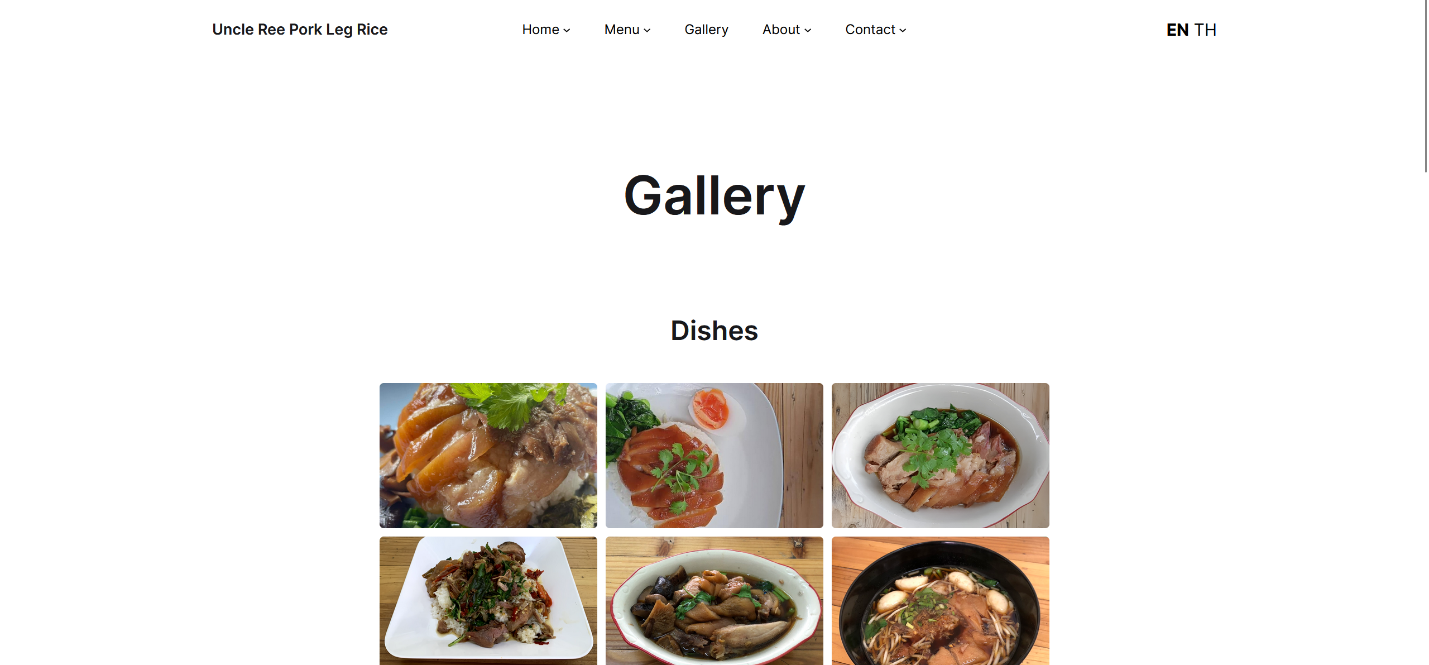 Uncle Ree Pork Leg Rice
Home Menu Gallery About Contact
EN TH
Gallery
Dishes